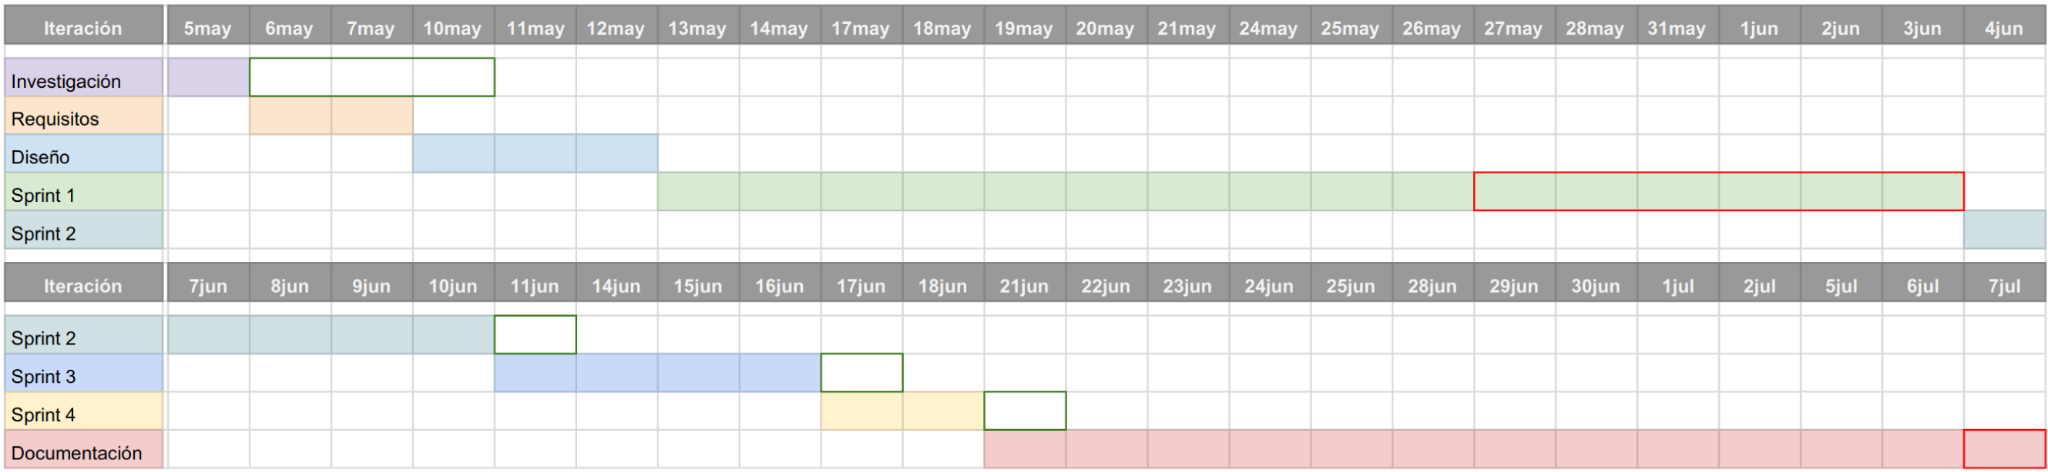 Iteración 5may 6may 7may 10may 11may 12may 13may 14may 17may 18may 19may 20may 21may 24may 25may 26may 27may 28may 31may 1jun 2jun 3jun 4jun
Investigación
Requisitos
Diseño
Sprint 1
Sprint 2
Iteración 7jun 8jun 9jun 10jun 11jun 14jun 15jun 16jun 17jun 18jun 21jun 22jun 23jun 24jun 25jun 28jun 29jun 30jun 1jul 2jul 5jul 6jul 7jul
Sprint 2
Sprint 3
Sprint 4
Documentación